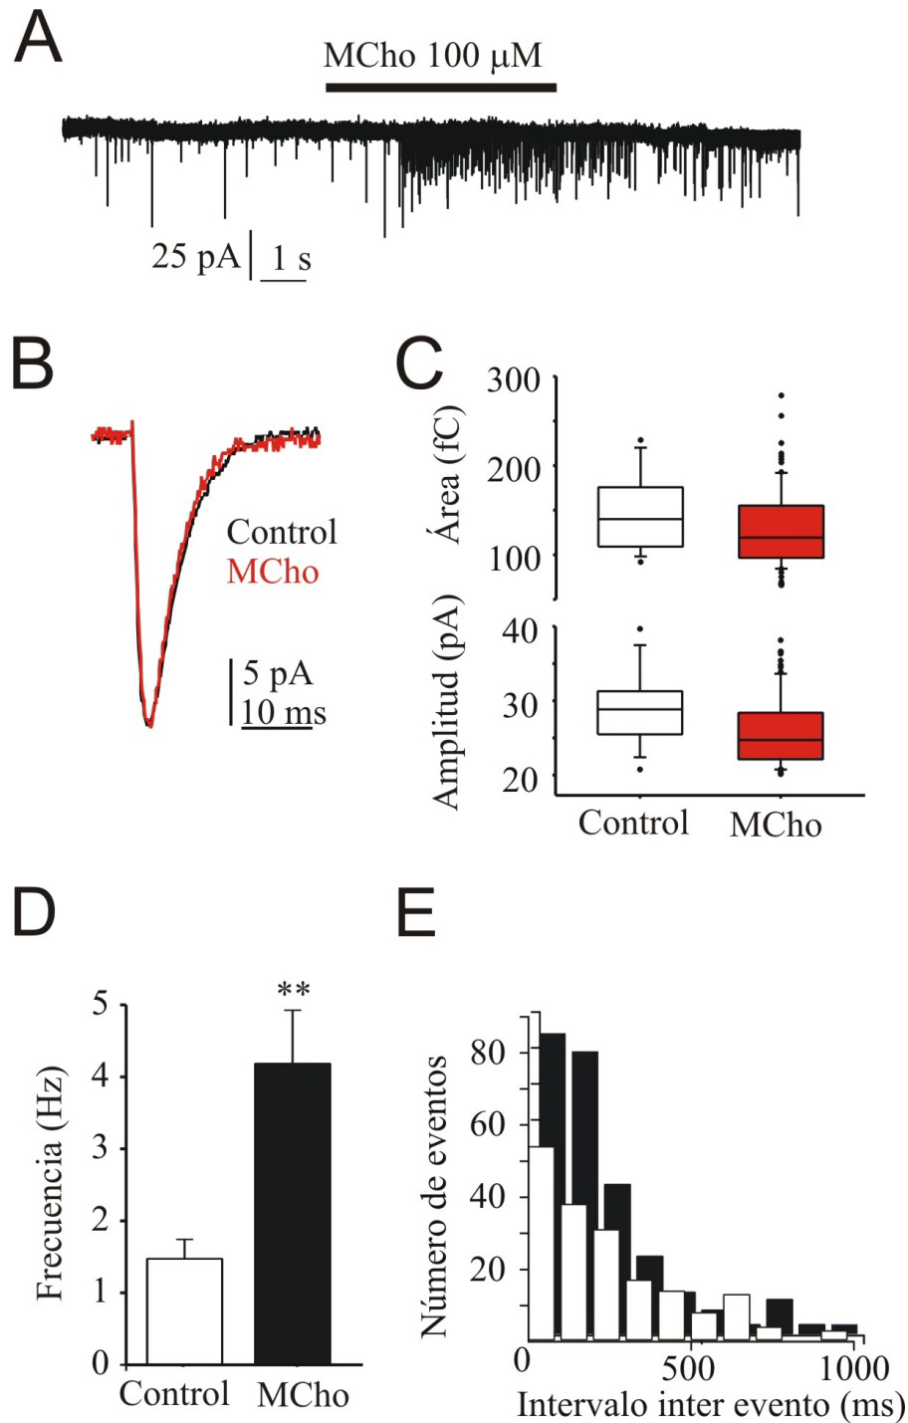 A
MCho 100 µM
25 pA
1 s
B
Control
MCho
5 pA
10 ms
C
Área (fC)
300
200
100
Amplitud (pA)
40
30
20
Control
MCho
D
Frecuencia (Hz)
5
4
3
2
1
0
**
Control
MCho
E
Número de eventos
80
60
40
20
0
500
1000
Intervalo inter evento (ms)